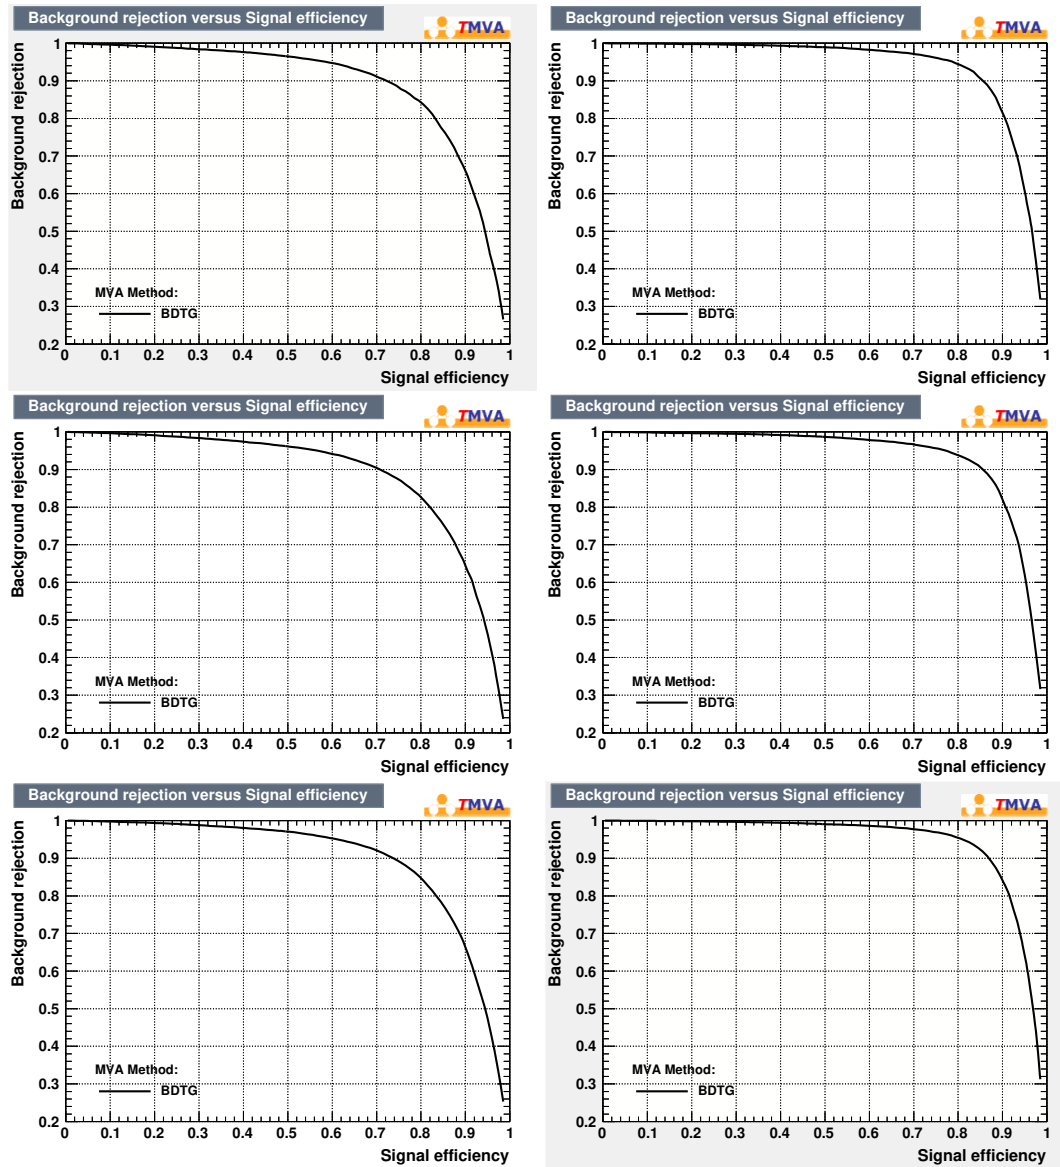 Background rejection versus Signal efficiency
TMVA
Background rejection
1
0.9
0.8
0.7
0.6
0.5
0.4
0.3
0.2
MVA Method:
BDTG
0 0.1 0.2 0.3 0.4 0.5 0.6 0.7 0.8 0.9 1
Signal efficiency
Background rejection versus Signal efficiency
TMVA
Background rejection
1
0.9
0.8
0.7
0.6
0.5
0.4
0.3
0.2
MVA Method:
BDTG
0 0.1 0.2 0.3 0.4 0.5 0.6 0.7 0.8 0.9 1
Signal efficiency
Background rejection versus Signal efficiency
TMVA
Background rejection
1
0.9
0.8
0.7
0.6
0.5
0.4
0.3
0.2
MVA Method:
BDTG
0 0.1 0.2 0.3 0.4 0.5 0.6 0.7 0.8 0.9 1
Signal efficiency
Background rejection versus Signal efficiency
TMVA
Background rejection
1
0.9
0.8
0.7
0.6
0.5
0.4
0.3
0.2
MVA Method:
BDTG
0 0.1 0.2 0.3 0.4 0.5 0.6 0.7 0.8 0.9 1
Signal efficiency
Background rejection versus Signal efficiency
TMVA
Background rejection
1
0.9
0.8
0.7
0.6
0.5
0.4
0.3
0.2
MVA Method:
BDTG
0 0.1 0.2 0.3 0.4 0.5 0.6 0.7 0.8 0.9 1
Signal efficiency
Background rejection versus Signal efficiency
TMVA
Background rejection
1
0.9
0.8
0.7
0.6
0.5
0.4
0.3
0.2
MVA Method:
BDTG
0 0.1 0.2 0.3 0.4 0.5 0.6 0.7 0.8 0.9 1
Signal efficiency